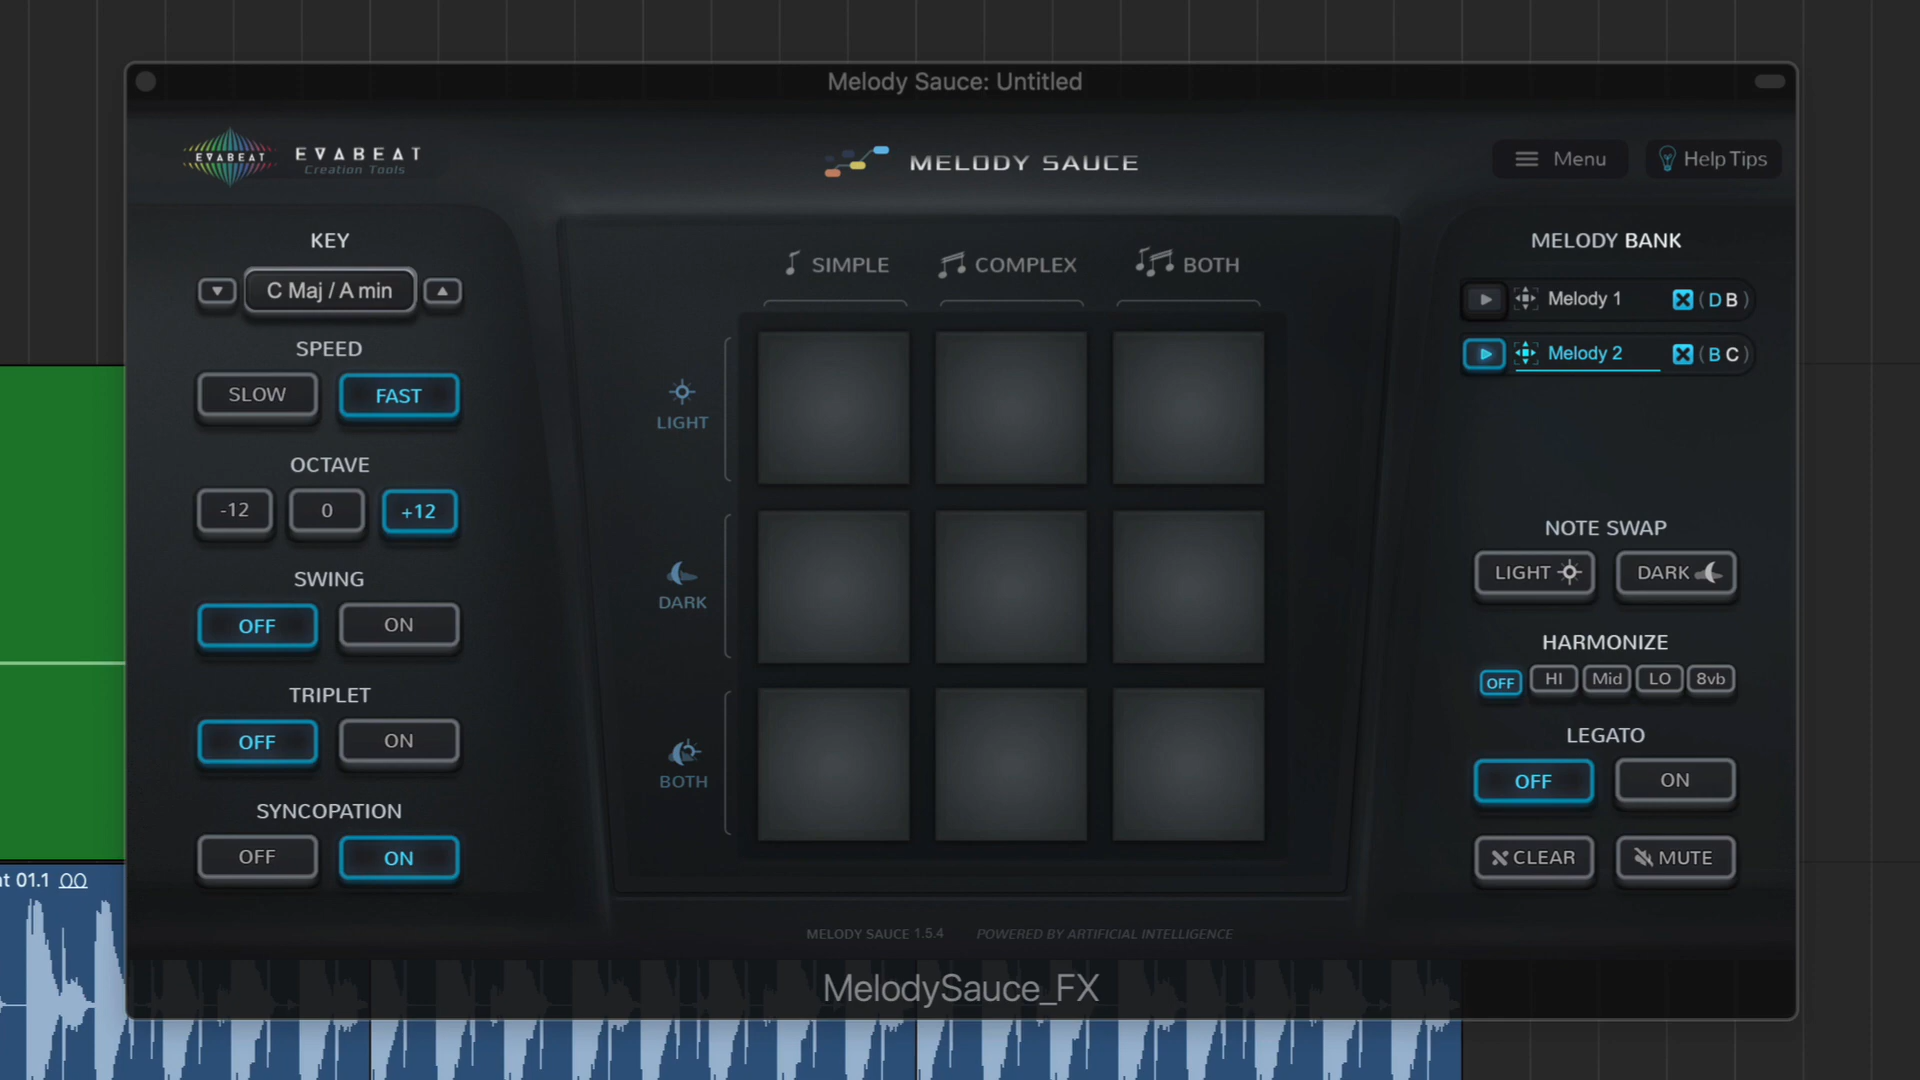 Melody Sauce: Untitled
EVABEAT
EVABEAT
Creation Tools
MELODY SAUCE
Menu
Help Tips
KEY
C Maj / A min
SPEED
SLOW
FAST
OCTAVE
-12
0
+12
SWING
OFF
ON
TRIPLET
OFF
ON
SYNCOPATION
OFF
ON
SIMPLE
COMPLEX
BOTH
LIGHT
DARK
BOTH
MELODY BANK
Melody 1
(DB)
Melody 2
(BC)
NOTE SWAP
LIGHT
DARK
HARMONIZE
OFF
HI
Mid
LO
8vb
LEGATO
OFF
ON
CLEAR
MUTE
MELODY SAUCE 1.5.4
POWERED BY ARTIFICIAL INTELLIGENCE
MelodySauce_FX
01.1